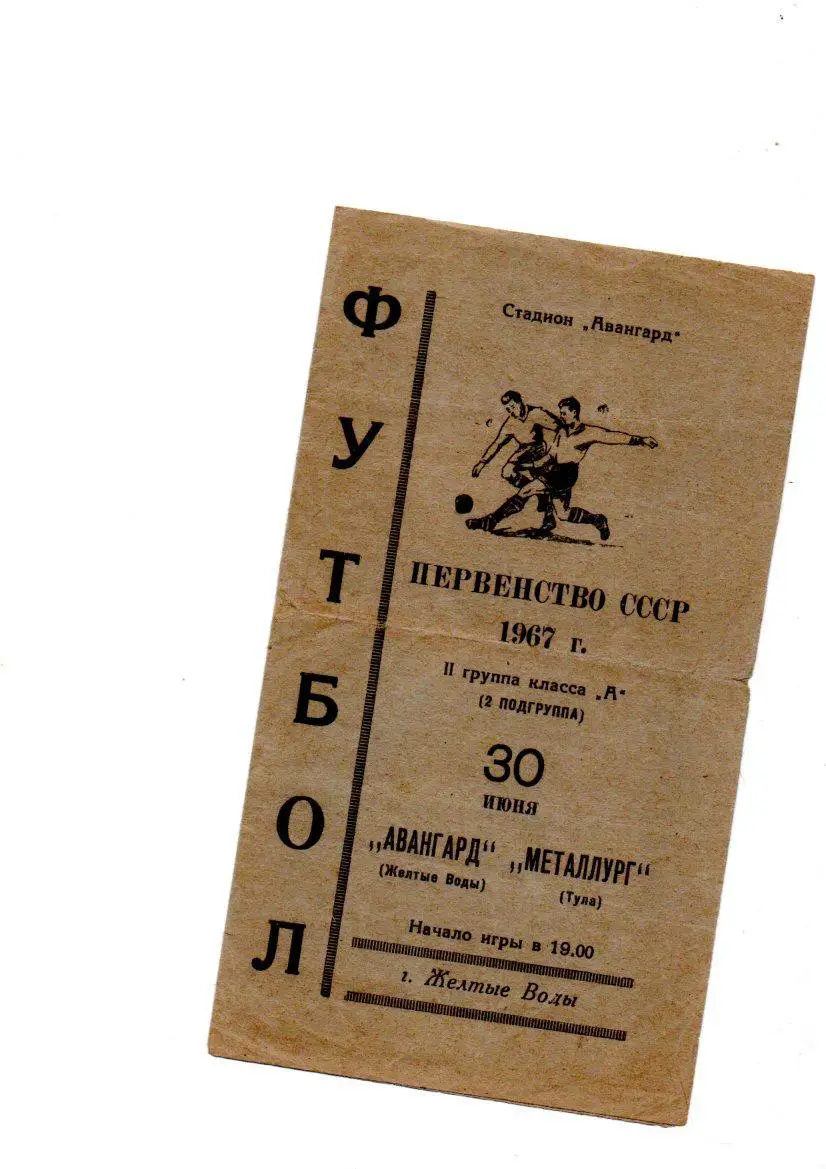 ФУТБОЛ
Стадион „Авангард"
ПЕРВЕНСТВО СССР
1967 г.
II группа класса „А"
(2 ПОДГРУППА)
30
ИЮНЯ
„АВАНГАРД" „МЕТАЛЛУРГ"
(Желтые Воды) (Тула)
Начало игры в 19.00
г. Желтые Воды